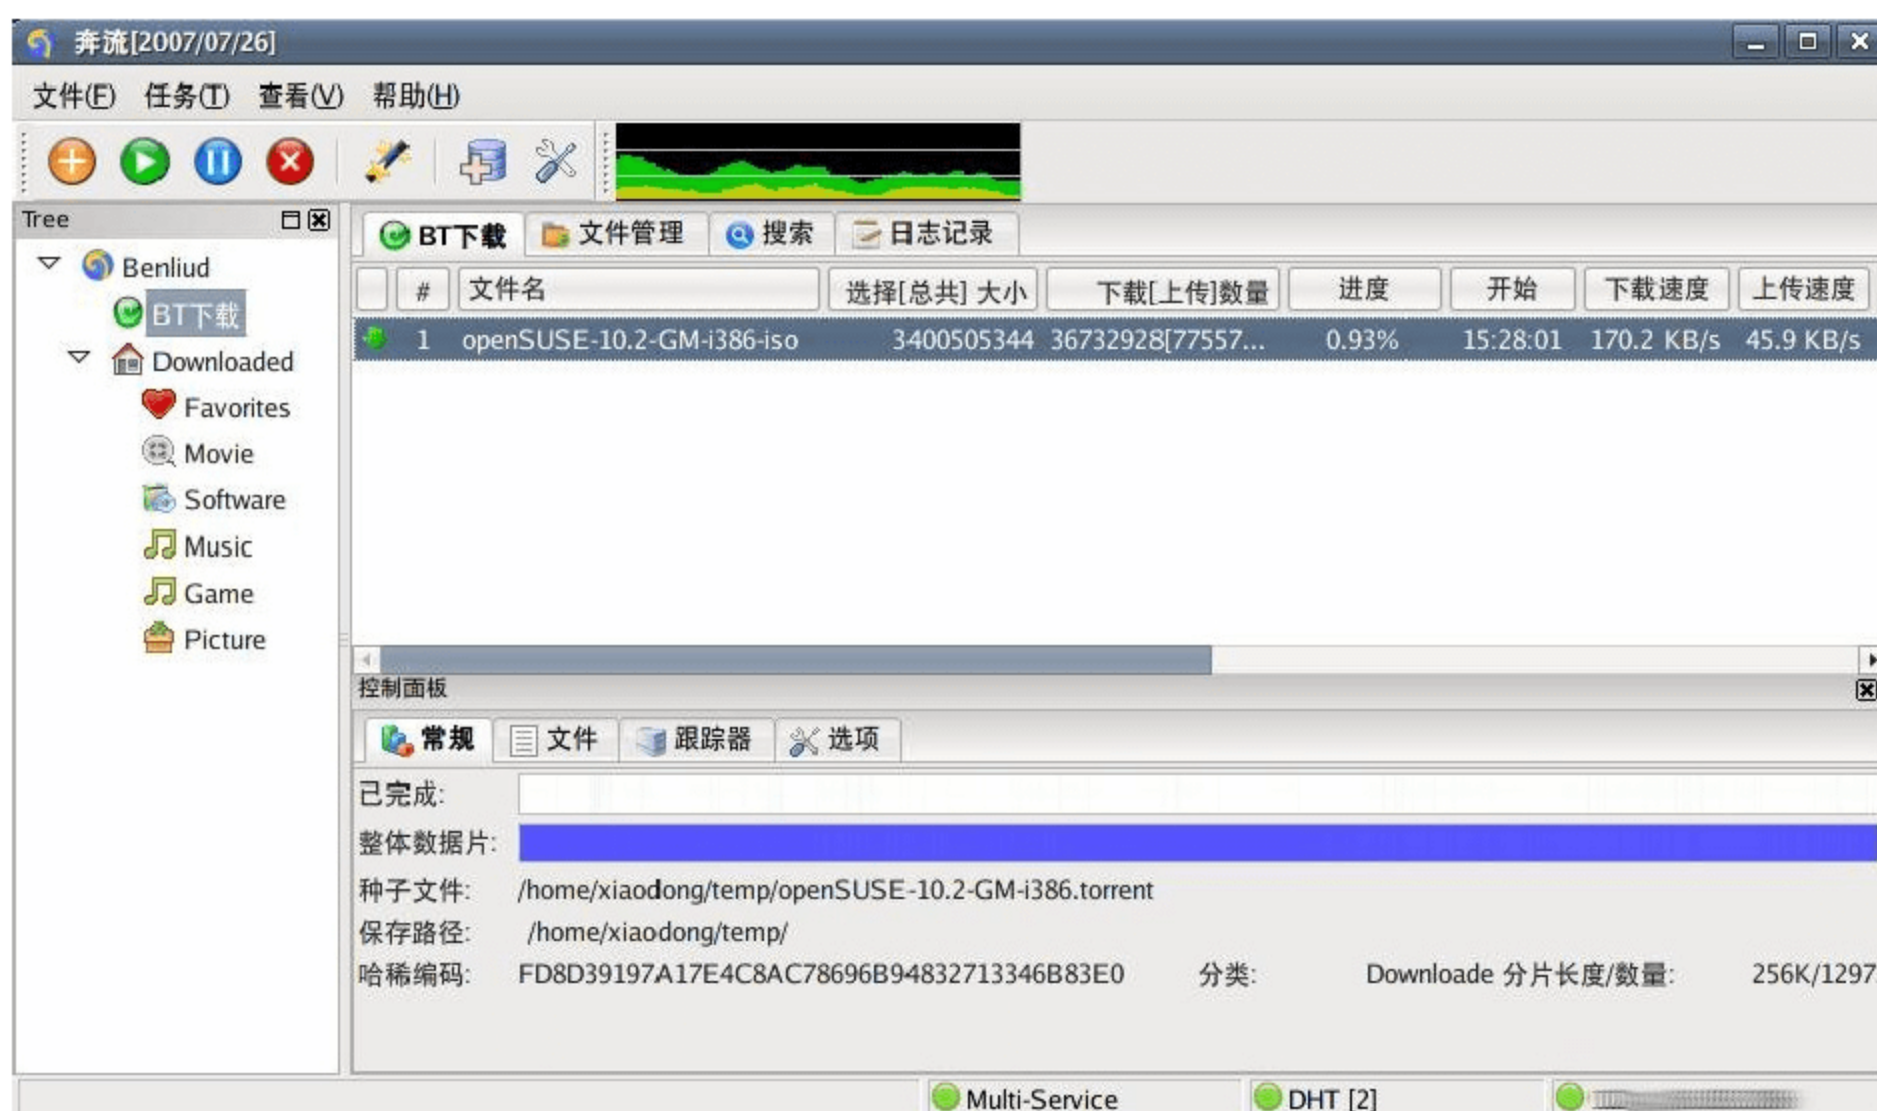 奔流[2007/07/26]
文件(F) 任务(T) 查看(V) 帮助(H)
Tree
Benliud
BT下载
Downloaded
Favorites
Movie
Software
Music
Game
Picture
BT下载 文件管理 搜索 日志记录
# 文件名 选择[总共] 大小 下载[上传]数量 进度 开始 下载速度 上传速度
1 openSUSE-10.2-GM-i386-iso 3400505344 36732928[77557... 0.93% 15:28:01 170.2 KB/s 45.9 KB/s
控制面板
常规 文件 跟踪器 选项
已完成:
整体数据片:
种子文件: /home/xiaodong/temp/openSUSE-10.2-GM-i386.torrent
保存路径: /home/xiaodong/temp/
哈稀编码: FD8D39197A17E4C8AC78696B94832713346B83E0 分类: Downloade 分片长度/数量: 256K/1297
Multi-Service DHT [2]